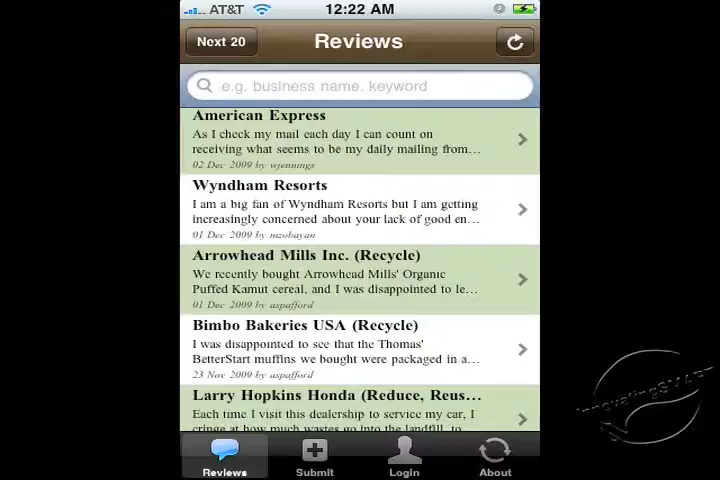 AT&T 12:22 AM
Next 20 Reviews
e.g. business name. keyword
American Express
As I check my mail each day I can count on
receiving what seems to be my daily mailing from...
02 Dec 2009 by wjennings
Wyndham Resorts
I am a big fan of Wyndham Resorts but I am getting
increasingly concerned about your lack of good en...
01 Dec 2009 by mzobayan
Arrowhead Mills Inc. (Recycle)
We recently bought Arrowhead Mills' Organic
Puffed Kamut cereal, and I was disappointed to le...
01 Dec 2009 by aspafford
Bimbo Bakeries USA (Recycle)
I was disappointed to see that the Thomas'
BetterStart muffins we bought were packaged in a...
23 Nov 2009 by aspafford
Larry Hopkins Honda (Reduce, Reus...
Each time I visit this dealership to service my car, I
cringe at how much wastes go into the landfill, to
Reviews Submit Login About
InnovatingSMART